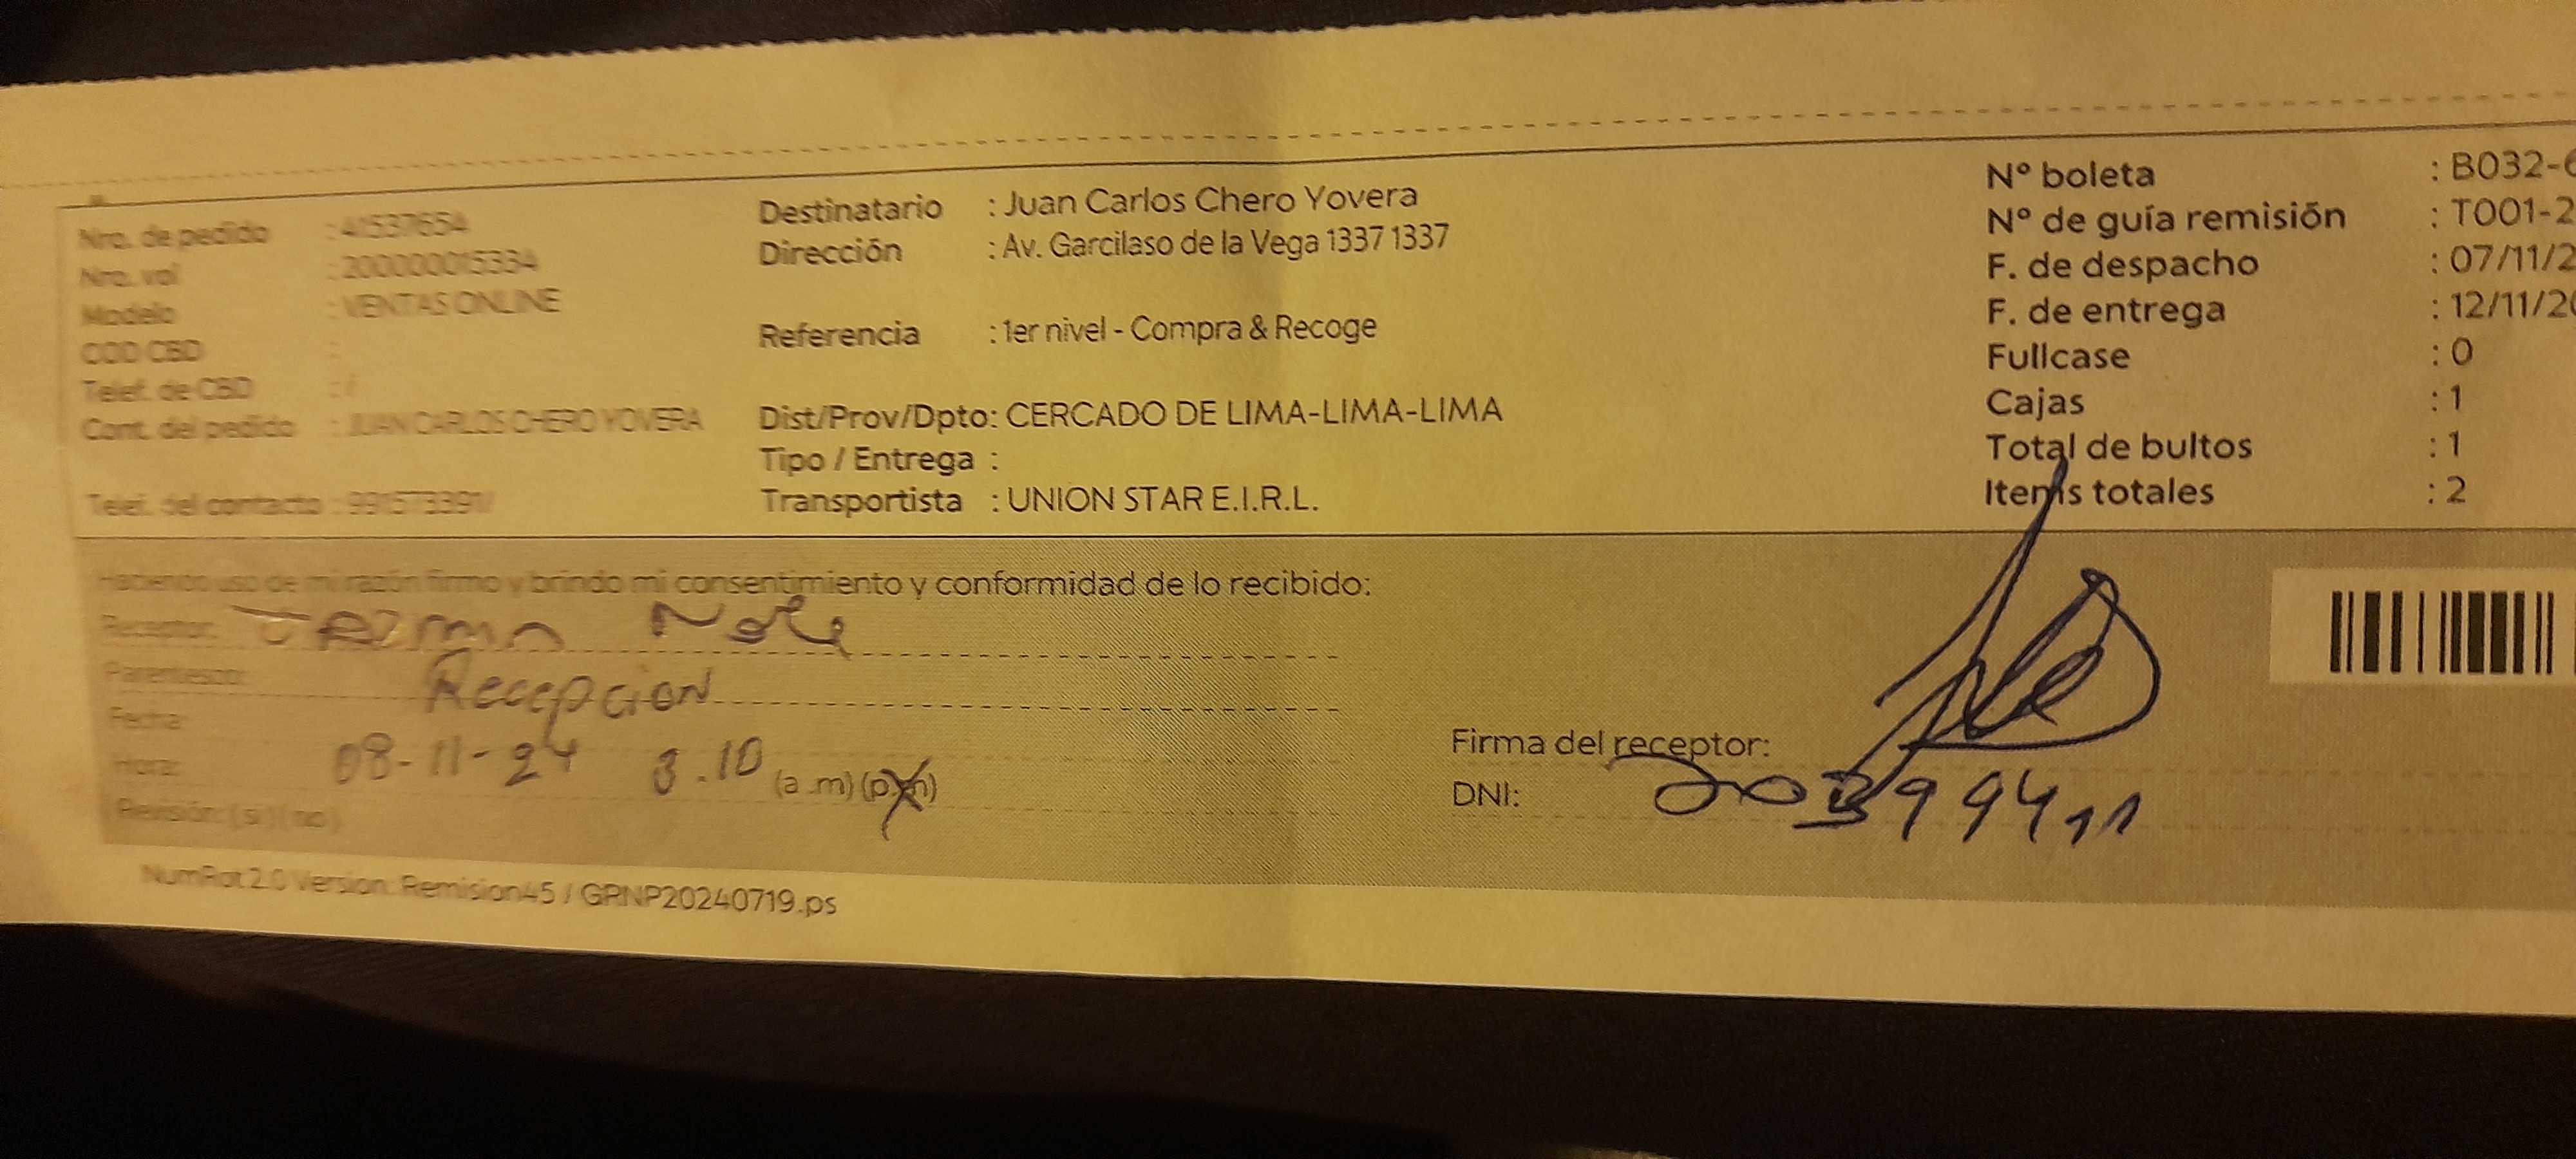 Nro. de pedido : 41537654
Nro. vol : 200000015334
Modelo : VENTAS ONLINE
COD CBD :
Telef. de CBD : /
Cont. del pedido : JUAN CARLOS CHERO YOVERA
Telef. del contacto : 991573391/
Destinatario : Juan Carlos Chero Yovera
Dirección : Av. Garcilaso de la Vega 1337 1337
Referencia : 1er nivel - Compra & Recoge
Dist/Prov/Dpto: CERCADO DE LIMA-LIMA-LIMA
Tipo / Entrega :
Transportista : UNION STAR E.I.R.L.
Nº boleta : B032-6
Nº de guía remisión : T001-2
F. de despacho : 07/11/2
F. de entrega : 12/11/20
Fullcase : 0
Cajas : 1
Total de bultos : 1
Items totales : 2
Haciendo uso de mi razón firmo y brindo mi consentimiento y conformidad de lo recibido:
Receptor:
Parentesco: Recepcion
Fecha:
Hora: 08-11-24 3.10 (a .m) (p.m)
Revisión: ( si ) ( no )
Firma del receptor:
DNI:
NumRot 2.0 Version: Remision45 / GRNP20240719.ps